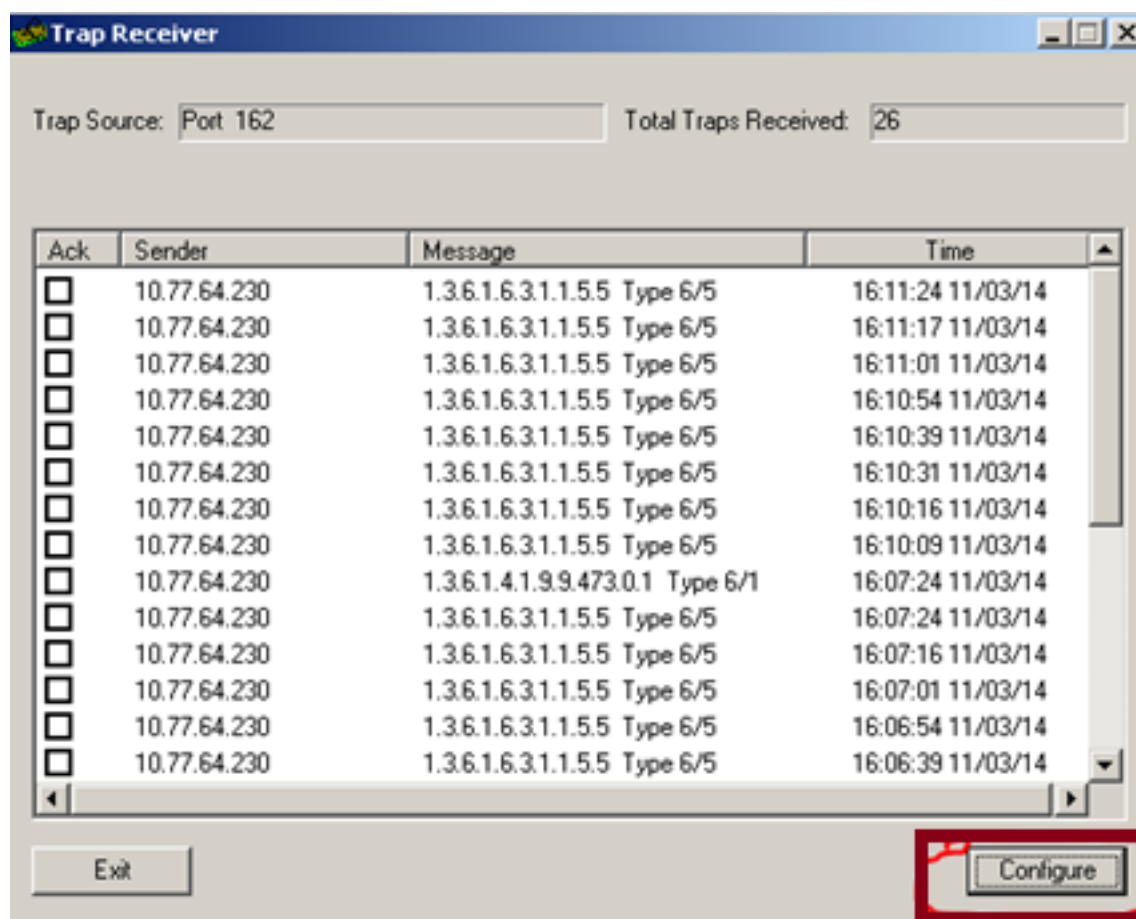 Trap Receiver
Trap Source: Port 162 Total Traps Received: 26
Ack Sender Message Time
10.77.64.230 1.3.6.1.6.3.1.1.5.5 Type 6/5 16:11:24 11/03/14
10.77.64.230 1.3.6.1.6.3.1.1.5.5 Type 6/5 16:11:17 11/03/14
10.77.64.230 1.3.6.1.6.3.1.1.5.5 Type 6/5 16:11:01 11/03/14
10.77.64.230 1.3.6.1.6.3.1.1.5.5 Type 6/5 16:10:54 11/03/14
10.77.64.230 1.3.6.1.6.3.1.1.5.5 Type 6/5 16:10:39 11/03/14
10.77.64.230 1.3.6.1.6.3.1.1.5.5 Type 6/5 16:10:31 11/03/14
10.77.64.230 1.3.6.1.6.3.1.1.5.5 Type 6/5 16:10:16 11/03/14
10.77.64.230 1.3.6.1.6.3.1.1.5.5 Type 6/5 16:10:09 11/03/14
10.77.64.230 1.3.6.1.4.1.9.9.473.0.1 Type 6/1 16:07:24 11/03/14
10.77.64.230 1.3.6.1.6.3.1.1.5.5 Type 6/5 16:07:24 11/03/14
10.77.64.230 1.3.6.1.6.3.1.1.5.5 Type 6/5 16:07:16 11/03/14
10.77.64.230 1.3.6.1.6.3.1.1.5.5 Type 6/5 16:07:01 11/03/14
10.77.64.230 1.3.6.1.6.3.1.1.5.5 Type 6/5 16:06:54 11/03/14
10.77.64.230 1.3.6.1.6.3.1.1.5.5 Type 6/5 16:06:39 11/03/14
Exit Configure